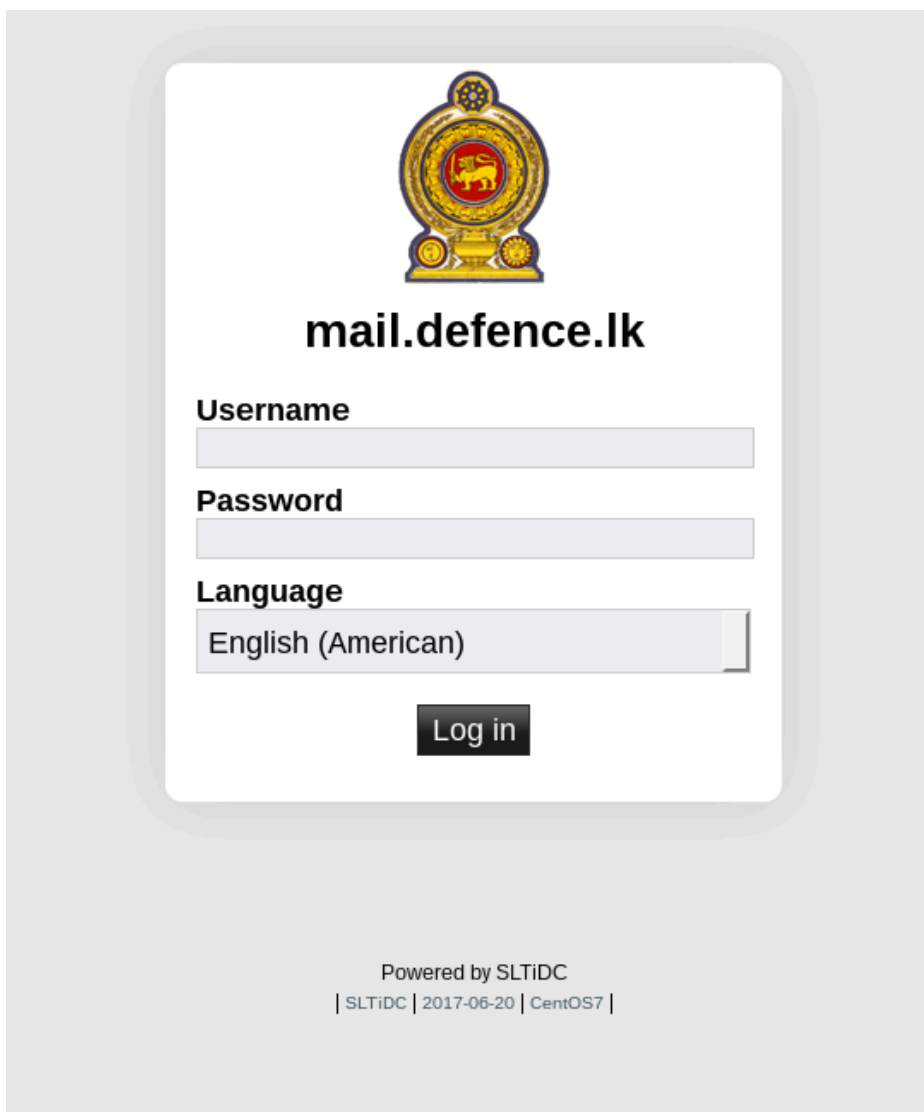 mail.defence.lk
Username
Password
Language
English (American)
Log in
Powered by SLTiDC
| SLTiDC | 2017-06-20 | CentOS7 |